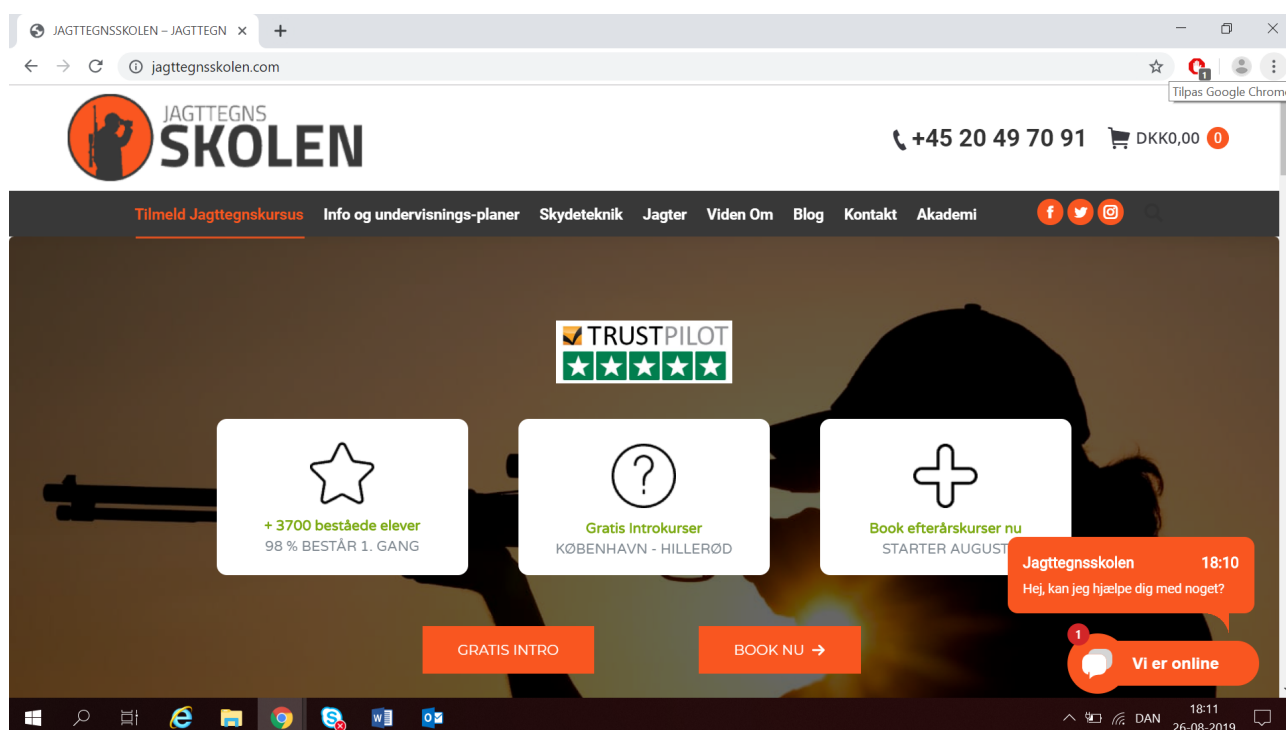 JAGTTEGNSSKOLEN – JAGTTEGN
jagttegnsskolen.com
1
Tilpas Google Chrom
JAGTTEGNS
SKOLEN
+45 20 49 70 91 DKK0,00 0
Tilmeld Jagttegnskursus Info og undervisnings-planer Skydeteknik Jagter Viden Om Blog Kontakt Akademi
TRUSTPILOT
+ 3700 beståede elever
98 % BESTÅR 1. GANG
Gratis Introkurser
KØBENHAVN - HILLERØD
Book efterårskurser nu
STARTER AUGUST
Jagttegnsskolen 18:10
Hej, kan jeg hjælpe dig med noget?
GRATIS INTRO
BOOK NU →
1
Vi er online
DAN
18:11
26-08-2019